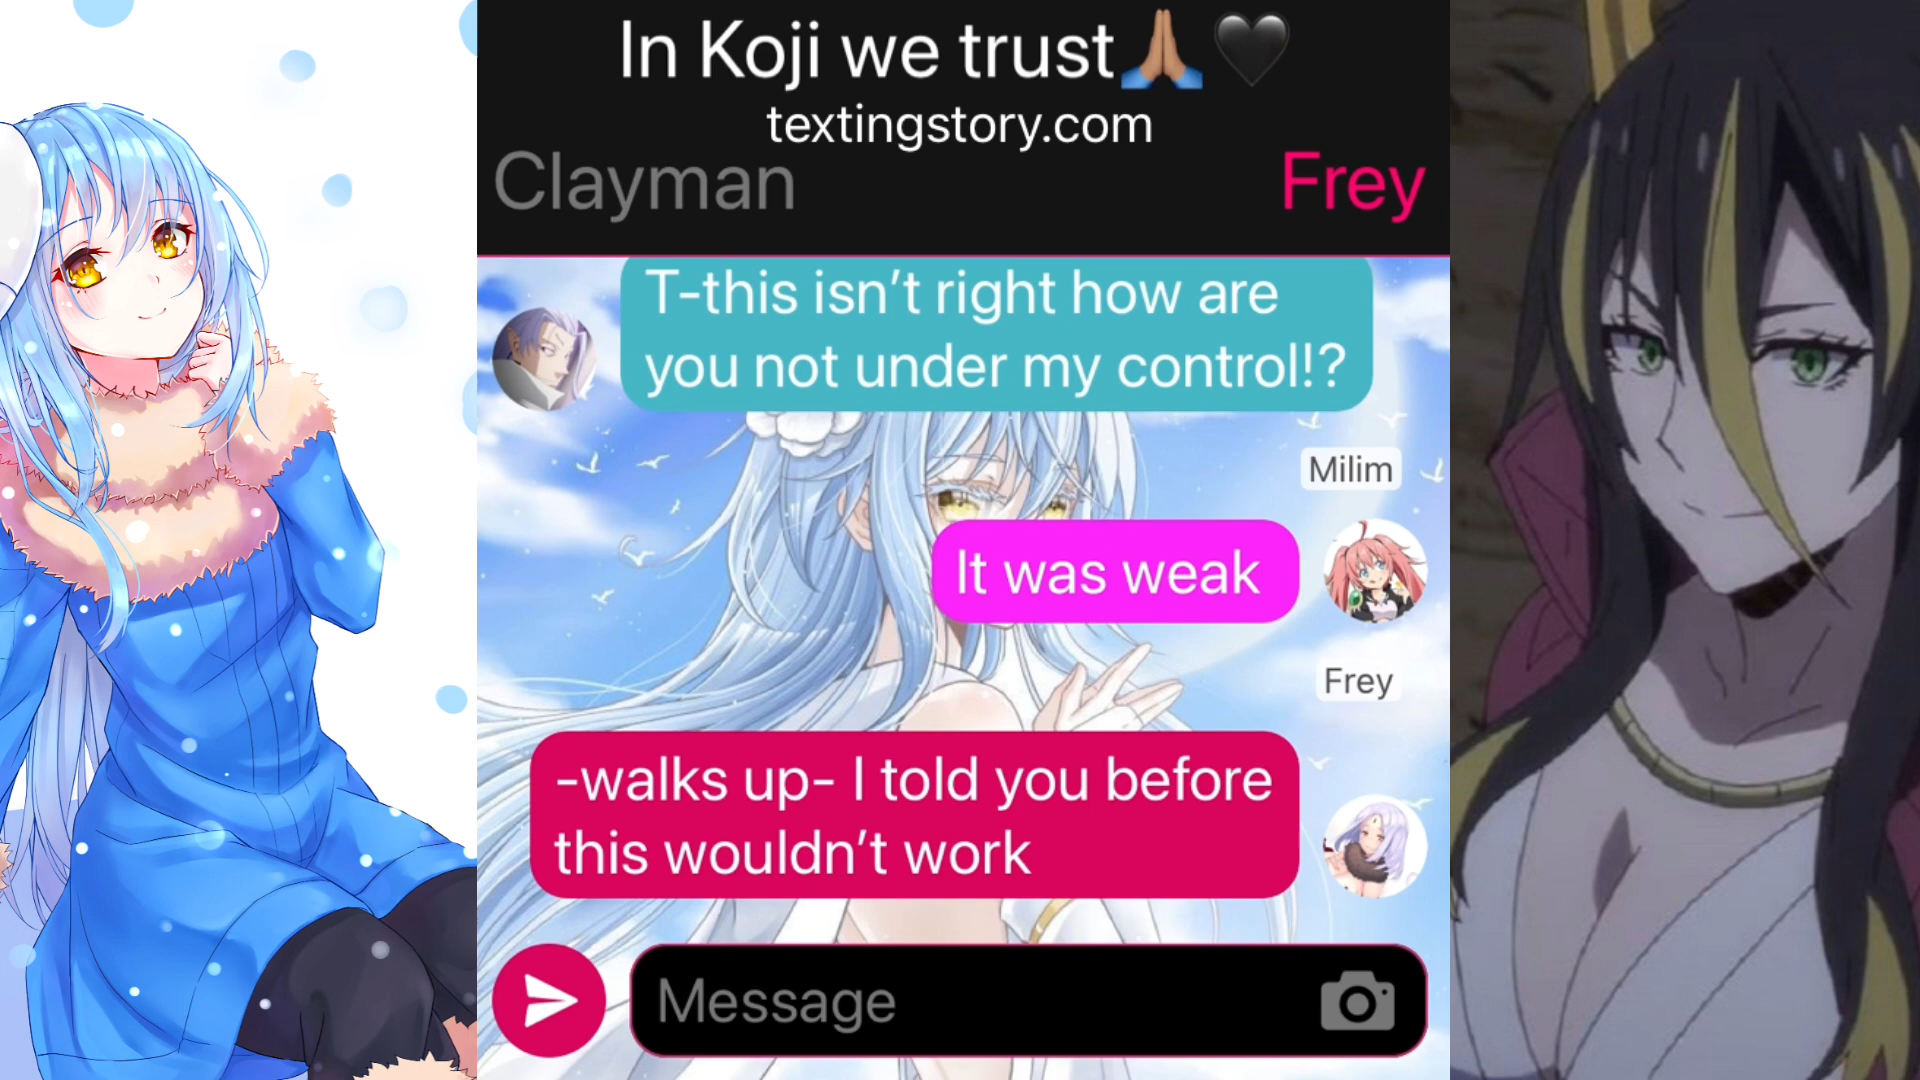 In Koji we trust🙏🏽🖤
textingstory.com
Clayman
Frey
T-this isn’t right how are
you not under my control!?
Milim
It was weak
Frey
-walks up- I told you before
this wouldn’t work
Message